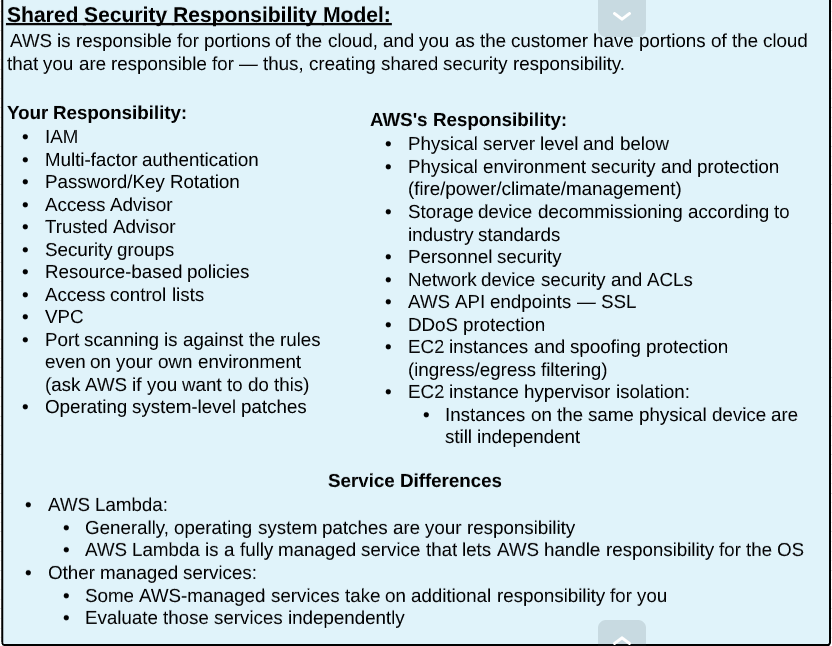 Shared Security Responsibility Model:
AWS is responsible for portions of the cloud, and you as the customer have portions of the cloud
that you are responsible for — thus, creating shared security responsibility.
Your Responsibility:
• IAM
• Multi-factor authentication
• Password/Key Rotation
• Access Advisor
• Trusted Advisor
• Security groups
• Resource-based policies
• Access control lists
• VPC
• Port scanning is against the rules
even on your own environment
(ask AWS if you want to do this)
• Operating system-level patches
AWS's Responsibility:
• Physical server level and below
• Physical environment security and protection
(fire/power/climate/management)
• Storage device decommissioning according to
industry standards
• Personnel security
• Network device security and ACLs
• AWS API endpoints — SSL
• DDoS protection
• EC2 instances and spoofing protection
(ingress/egress filtering)
• EC2 instance hypervisor isolation:
• Instances on the same physical device are
still independent
Service Differences
• AWS Lambda:
• Generally, operating system patches are your responsibility
• AWS Lambda is a fully managed service that lets AWS handle responsibility for the OS
• Other managed services:
• Some AWS-managed services take on additional responsibility for you
• Evaluate those services independently